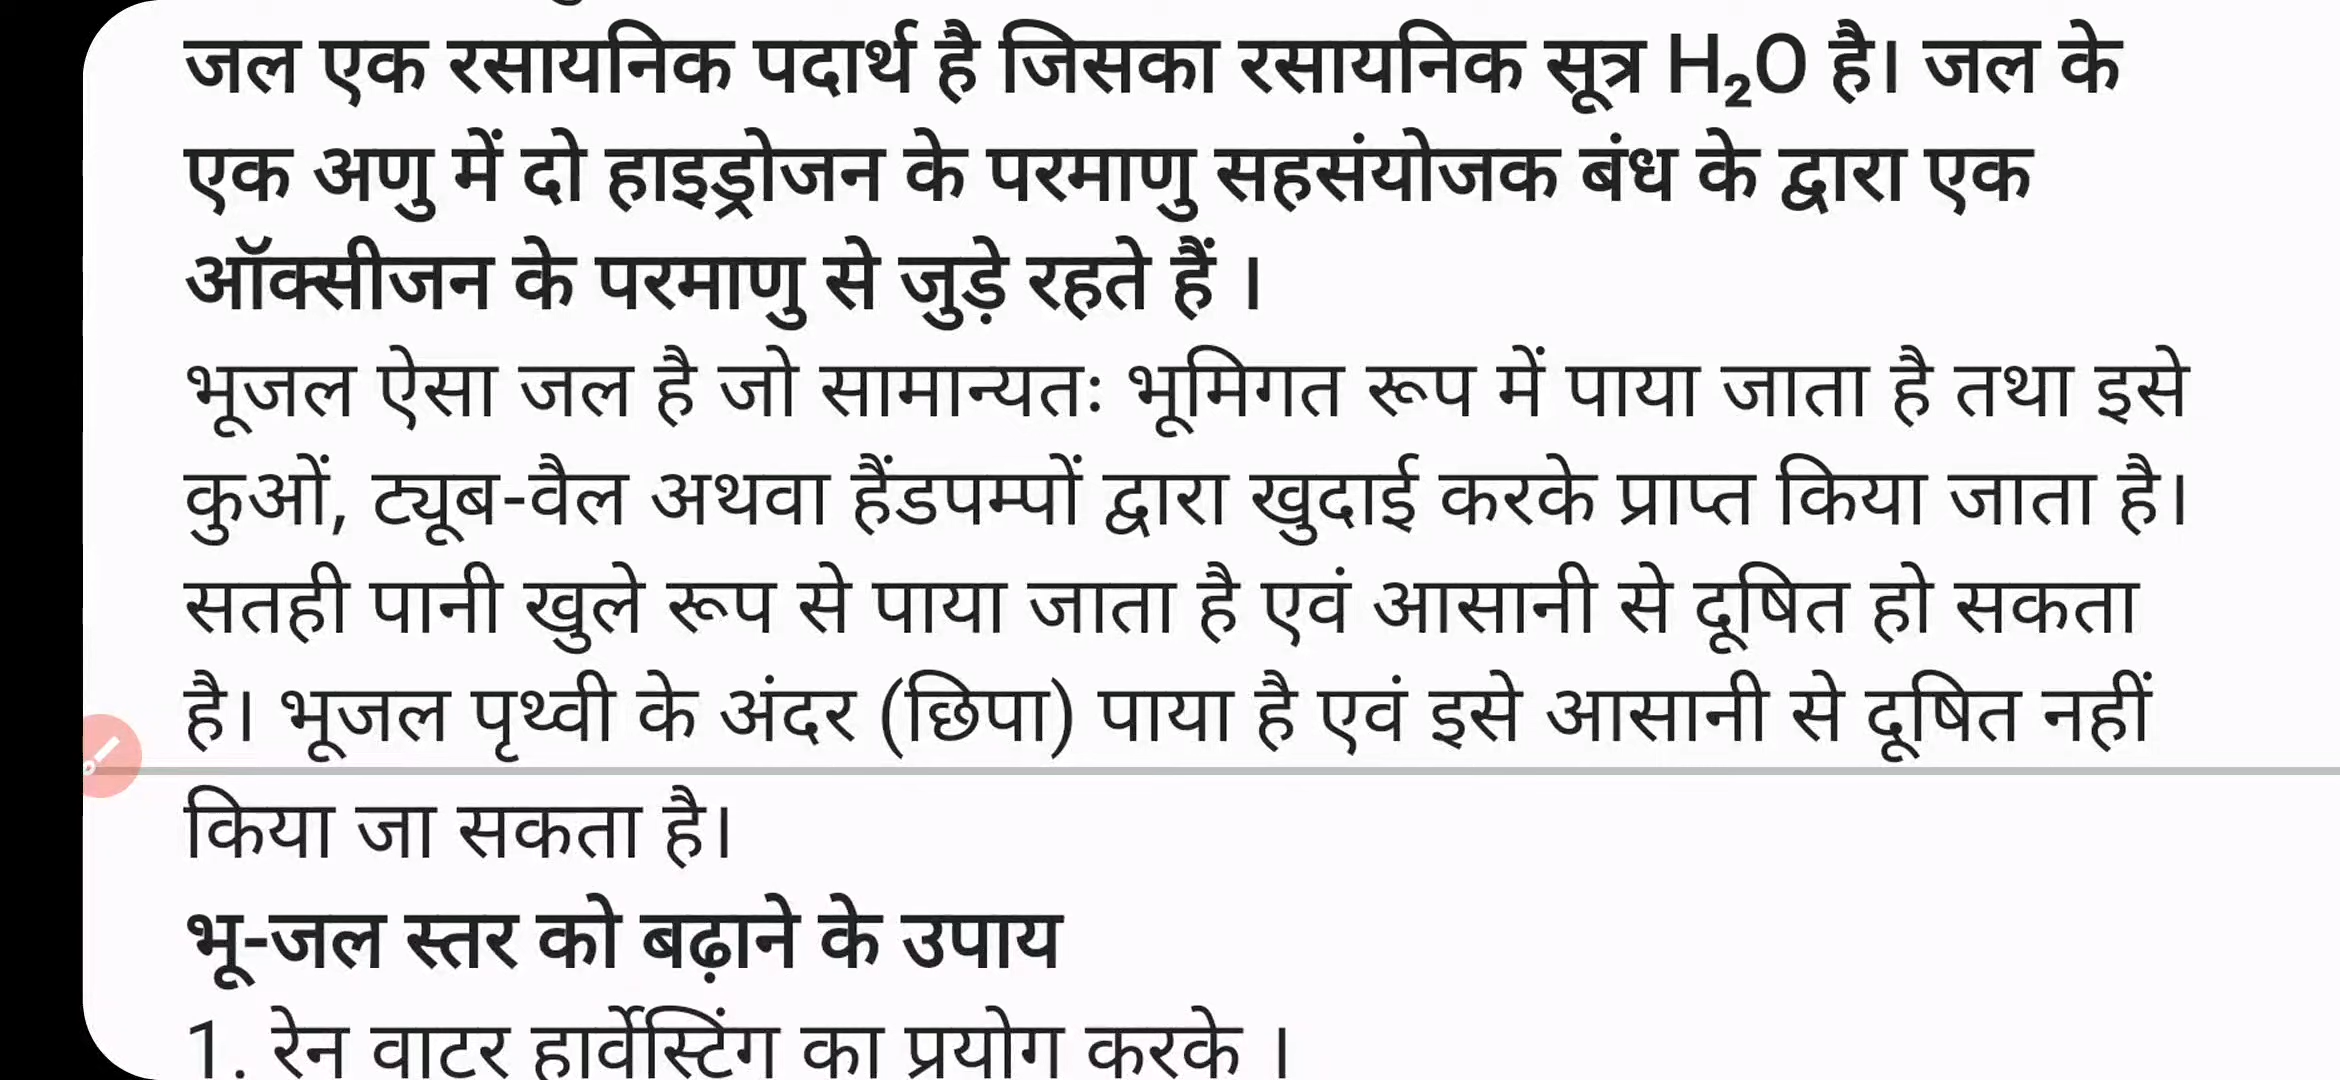 जल एक रसायनिक पदार्थ है जिसका रसायनिक सूत्र H₂O है। जल के
एक अणु में दो हाइड्रोजन के परमाणु सहसंयोजक बंध के द्वारा एक
ऑक्सीजन के परमाणु से जुड़े रहते हैं ।
भूजल ऐसा जल है जो सामान्यतः भूमिगत रूप में पाया जाता है तथा इसे
कुओं, ट्यूब-वैल अथवा हैंडपम्पों द्वारा खुदाई करके प्राप्त किया जाता है।
सतही पानी खुले रूप से पाया जाता है एवं आसानी से दूषित हो सकता
है। भूजल पृथ्वी के अंदर (छिपा) पाया है एवं इसे आसानी से दूषित नहीं
किया जा सकता है।
भू-जल स्तर को बढ़ाने के उपाय
1. रेन वाटर हार्वेस्टिंग का प्रयोग करके ।